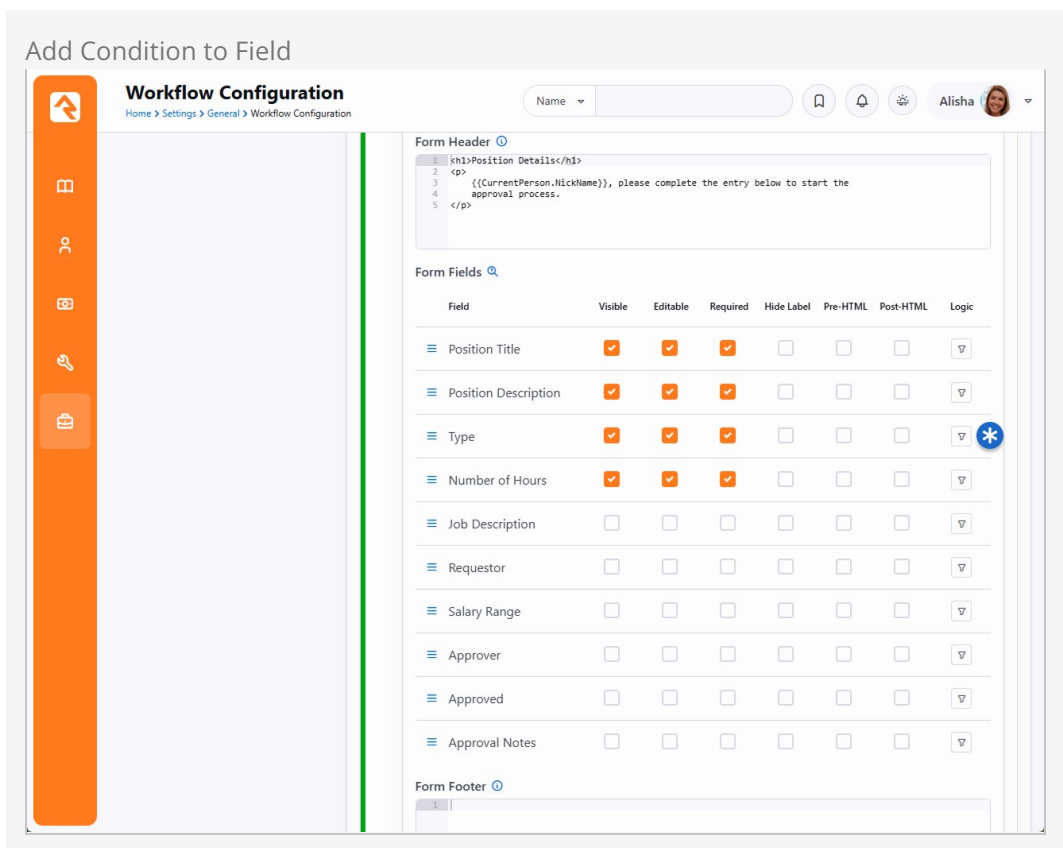 Add Condition to Field
Workflow Configuration
Home > Settings > General > Workflow Configuration
Name
Alisha
Form Header
1 <h1>Position Details</h1>
2 <p>
3 {{CurrentPerson.NickName}}, please complete the entry below to start the
4 approval process.
5 </p>
Form Fields
Field Visible Editable Required Hide Label Pre-HTML Post-HTML Logic
Position Title
Position Description
Type
Number of Hours
Job Description
Requestor
Salary Range
Approver
Approved
Approval Notes
Form Footer
1